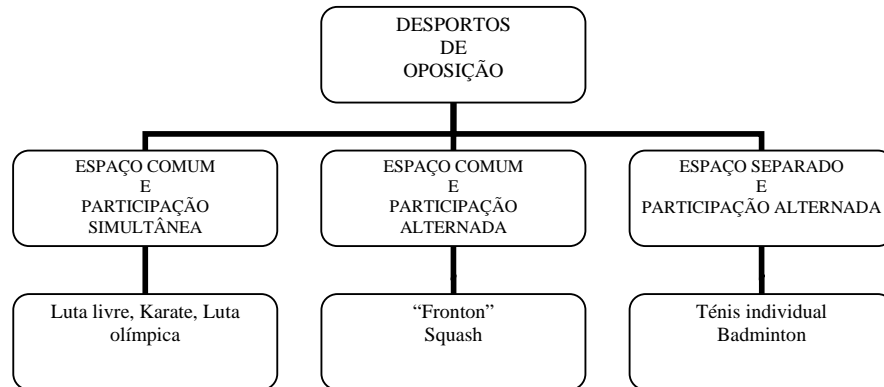 DESPORTOS
DE
OPOSIÇÃO
ESPAÇO COMUM
E
PARTICIPAÇÃO
SIMULTÂNEA
ESPAÇO COMUM
E
PARTICIPAÇÃO
ALTERNADA
ESPAÇO SEPARADO
E
PARTICIPAÇÃO ALTERNADA
Luta livre, Karate, Luta
olímpica
“Fronton”
Squash
Ténis individual
Badminton